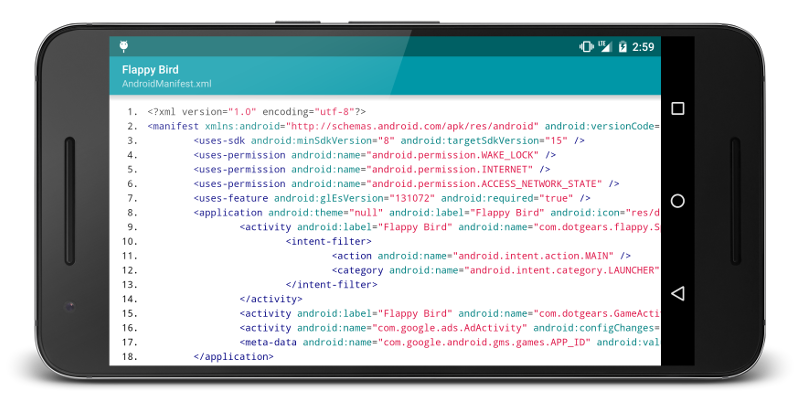 LTE 2:59
Flappy Bird
AndroidManifest.xml
1. <?xml version="1.0" encoding="utf-8"?>
2. <manifest xmlns:android="http://schemas.android.com/apk/res/android" android:versionCode=
3. <uses-sdk android:minSdkVersion="8" android:targetSdkVersion="15" />
4. <uses-permission android:name="android.permission.WAKE_LOCK" />
5. <uses-permission android:name="android.permission.INTERNET" />
6. <uses-permission android:name="android.permission.ACCESS_NETWORK_STATE" />
7. <uses-feature android:glEsVersion="131072" android:required="true" />
8. <application android:theme="null" android:label="Flappy Bird" android:icon="res/d
9. <activity android:label="Flappy Bird" android:name="com.dotgears.flappy.S
10. <intent-filter>
11. <action android:name="android.intent.action.MAIN" />
12. <category android:name="android.intent.category.LAUNCHER"
13. </intent-filter>
14. </activity>
15. <activity android:label="Flappy Bird" android:name="com.dotgears.GameActi
16. <activity android:name="com.google.ads.AdActivity" android:configChanges=
17. <meta-data android:name="com.google.android.gms.games.APP_ID" android:val
18. </application>